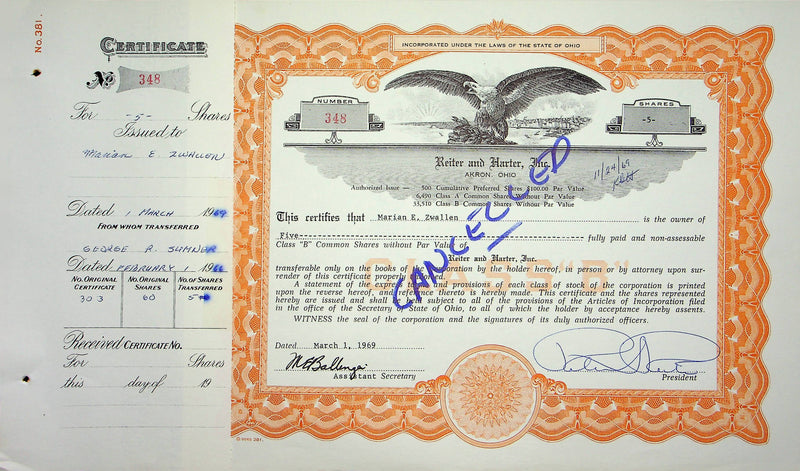 No. 381.
CERTIFICATE
No 348
For -5- Shares
Issued to
Marian E. Zwallen
Dated 1 MARCH 1969
FROM WHOM TRANSFERRED
GEORGE R. SUMNER
Dated FEBRUARY 1 19
NO. ORIGINAL CERTIFICATE NO. ORIGINAL SHARES NO. OF SHARES TRANSFERRED
303 60 5
Received CERTIFICATE NO.
For Shares
this day of 19
INCORPORATED UNDER THE LAWS OF THE STATE OF OHIO
NUMBER
348
SHARES
-5-
Reiter and Harter, Inc.
AKRON, OHIO
11/24/69
Authorized Issue — 500 Cumulative Preferred Shares $100.00 Par Value
6,490 Class A Common Shares Without Par Value
33,510 Class B Common Shares Without Par Value
CANCELLED
This certifies that Marian E. Zwallen is the owner of
Five fully paid and non-assessable
Class "B" Common Shares without Par Value of
Reiter and Harter, Inc.
CLASS "B"
transferable only on the books of the corporation by the holder hereof, in person or by attorney upon sur-
render of this certificate properly endorsed.
A statement of the express terms and provisions of each class of stock of the corporation is printed
upon the reverse hereof, and reference thereto is hereby made. This certificate and the shares represented
hereby are issued and shall be held subject to all of the provisions of the Articles of Incorporation filed
in the office of the Secretary of State of Ohio, to all of which the holder by acceptance hereby assents.
WITNESS the seal of the corporation and the signatures of its duly authorized officers.
Dated March 1, 1969
M E Ballenger
Assistant Secretary
President